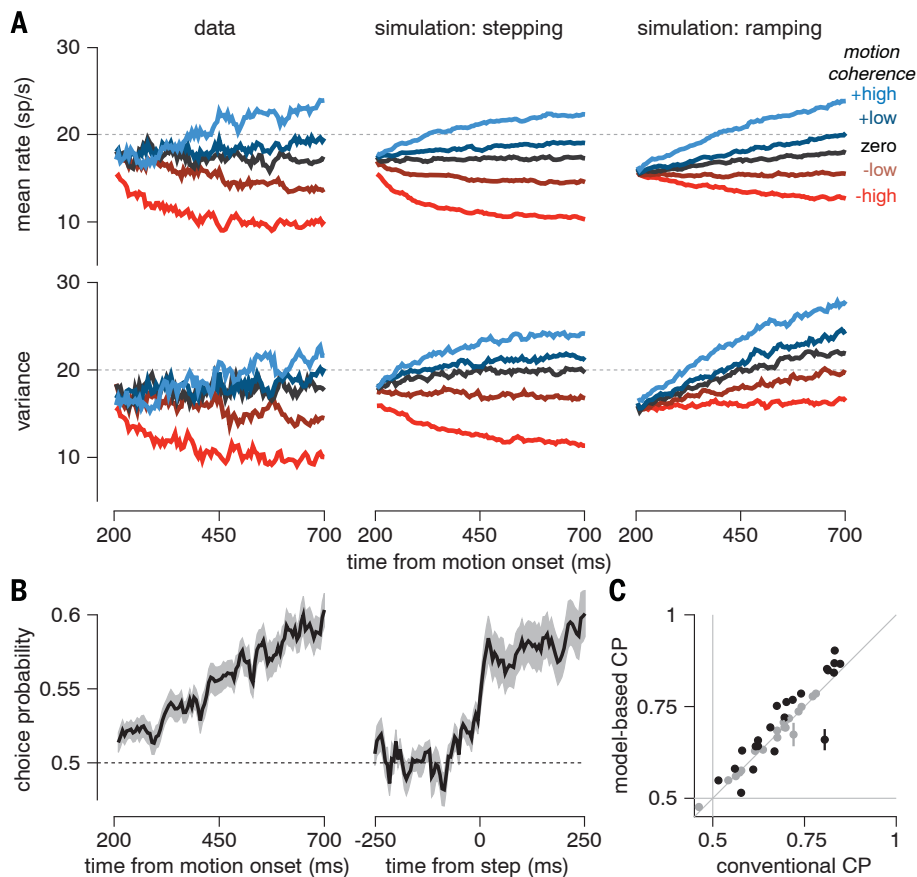 A
data
simulation: stepping
simulation: ramping
motion
coherence
+high
+low
zero
-low
-high
mean rate (sp/s)
30
20
10
variance
30
20
10
200
450
700
200
450
700
200
450
700
time from motion onset (ms)
B
choice probability
0.6
0.55
0.5
200
450
700
time from motion onset (ms)
-250
0
250
time from step (ms)
C
model-based CP
1
0.75
0.5
0.5
0.75
1
conventional CP